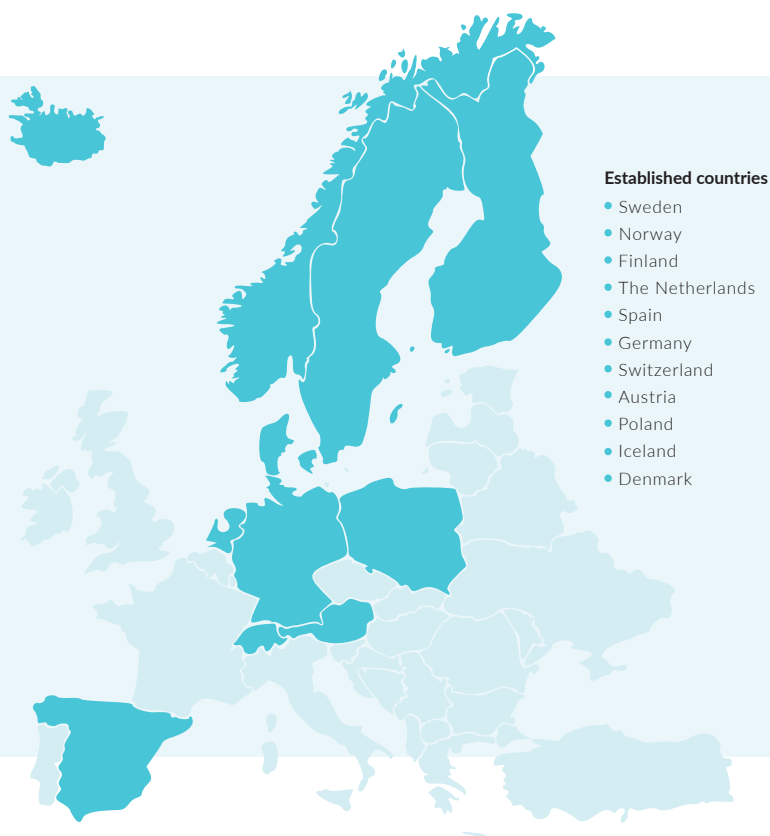 Established countries
Sweden
Norway
Finland
The Netherlands
Spain
Germany
Switzerland
Austria
Poland
Iceland
Denmark